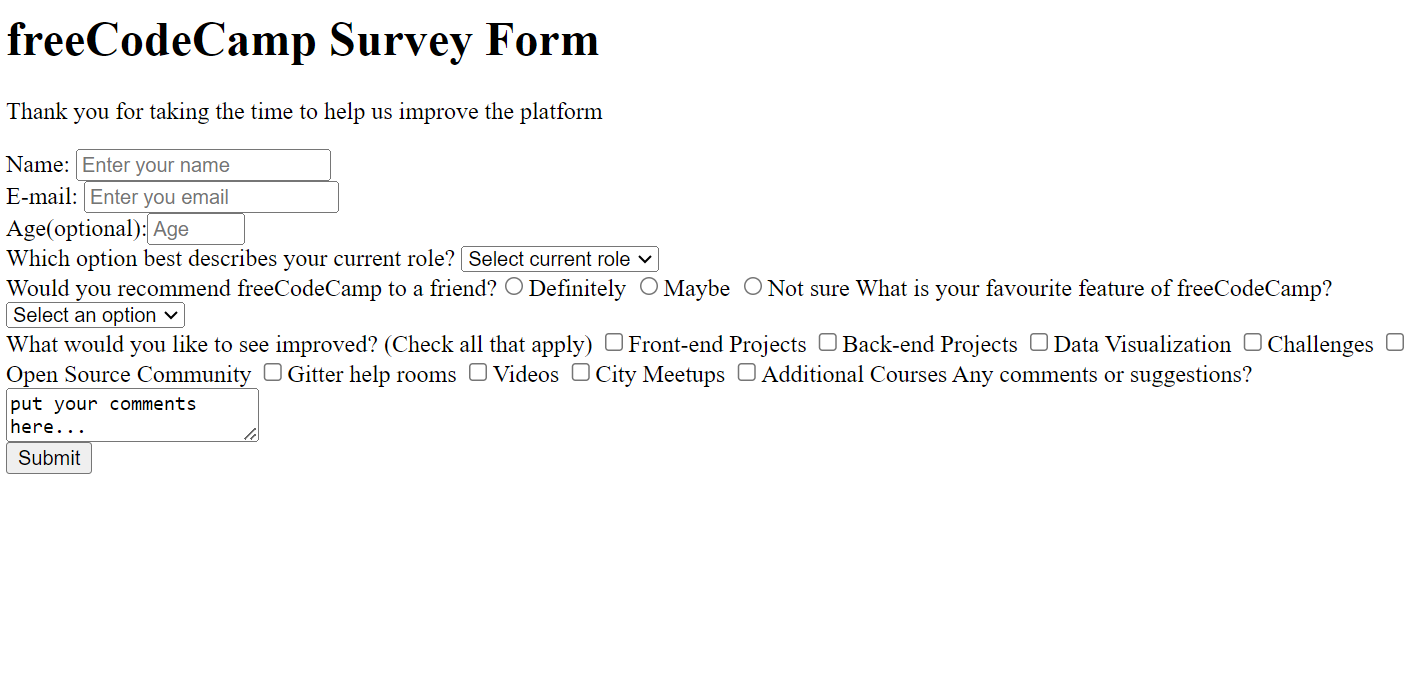 freeCodeCamp Survey Form
Thank you for taking the time to help us improve the platform
Name: Enter your name
E-mail: Enter you email
Age(optional): Age
Which option best describes your current role? Select current role
Would you recommend freeCodeCamp to a friend? Definitely Maybe Not sure What is your favourite feature of freeCodeCamp?
Select an option
What would you like to see improved? (Check all that apply) Front-end Projects Back-end Projects Data Visualization Challenges
Open Source Community Gitter help rooms Videos City Meetups Additional Courses Any comments or suggestions?
put your comments
here...
Submit